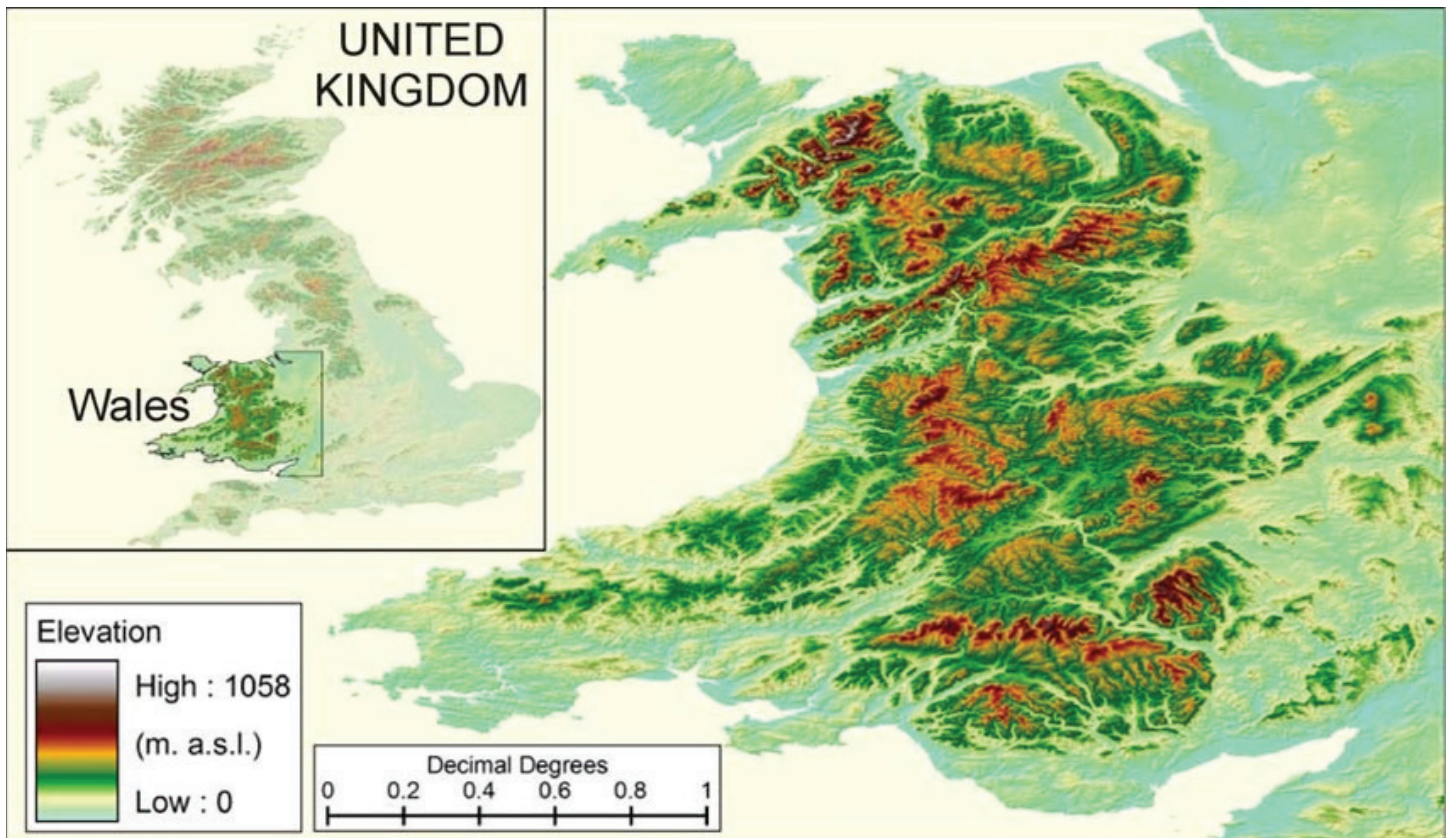 UNITED
KINGDOM
Wales
Elevation
High : 1058
(m. a.s.l.)
Low : 0
Decimal Degrees
0 0.2 0.4 0.6 0.8 1